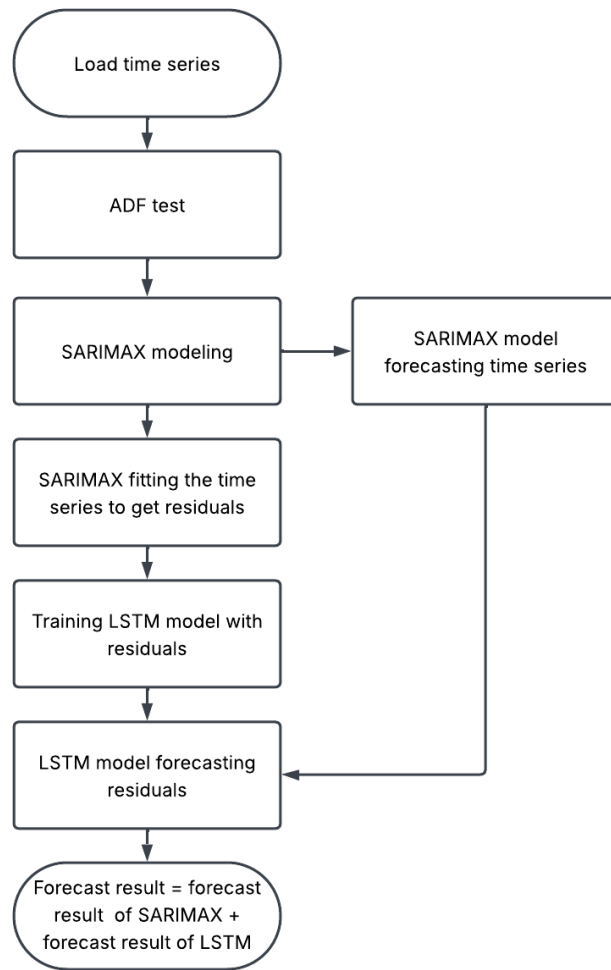 Load time series
ADF test
SARIMAX modeling
SARIMAX model
forecasting time series
SARIMAX fitting the time
series to get residuals
Training LSTM model with
residuals
LSTM model forecasting
residuals
Forecast result = forecast
result  of SARIMAX +
forecast result of LSTM